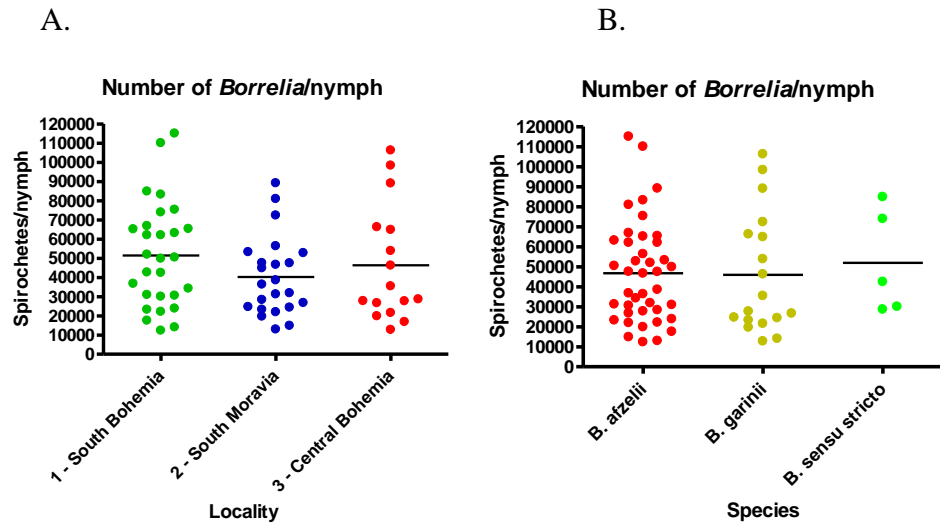 A.
Number of Borrelia/nymph
Spirochetes/nymph
120000
110000
100000
90000
80000
70000
60000
50000
40000
30000
20000
10000
0
1 - South Bohemia
2 - South Moravia
3 - Central Bohemia
Locality
B.
Number of Borrelia/nymph
Spirochetes/nymph
120000
110000
100000
90000
80000
70000
60000
50000
40000
30000
20000
10000
0
B. afzelii
B. garinii
B. sensu stricto
Species